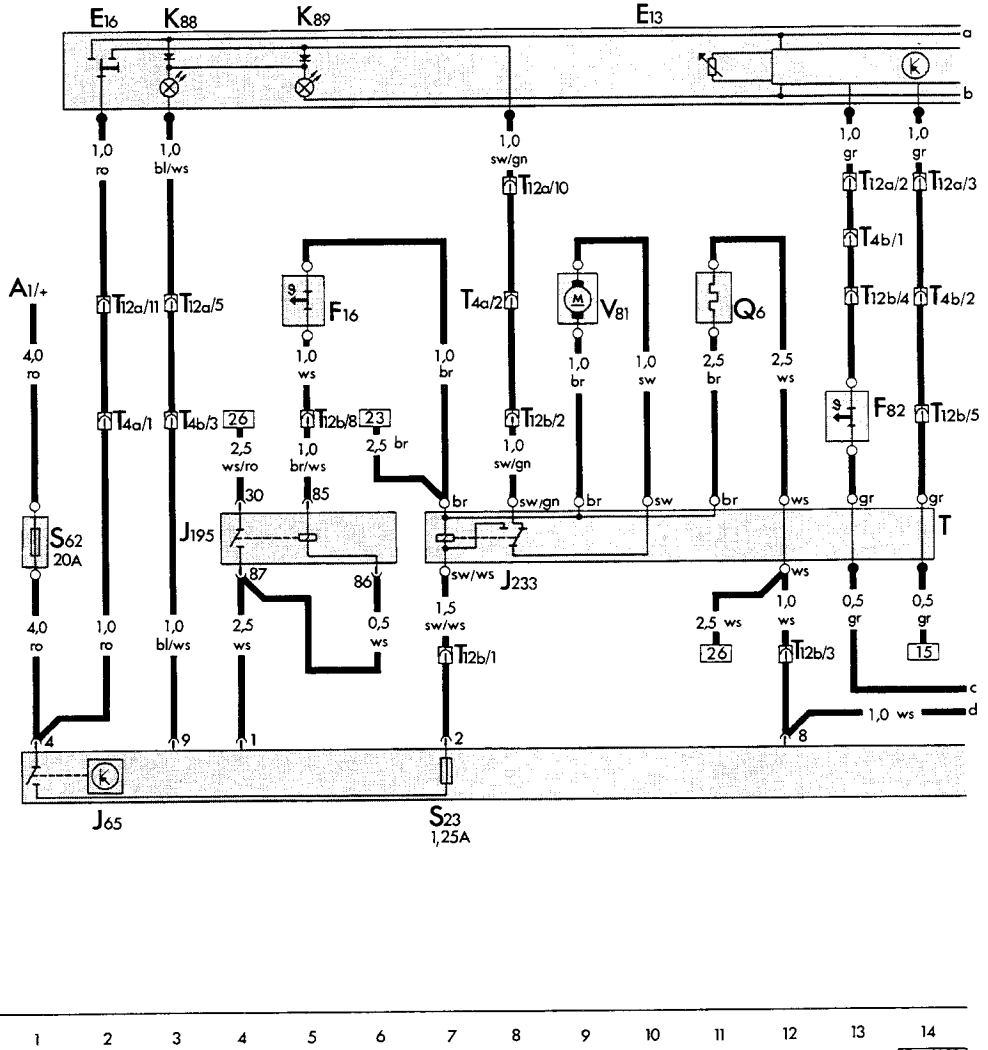 E16 K88 K89 E13
a
b
1,0 ro
1,0 bl/ws
1,0 sw/gn
1,0 gr
1,0 gr
T12a/10
T12a/2
T12a/3
T4b/1
A1/+
T12a/11
T12a/5
ϑ
F16
T4a/2
M
V81
Q6
T12b/4
T4b/2
4,0 ro
1,0 ws
1,0 br
1,0 br
1,0 sw
2,5 br
2,5 ws
T4a/1
T4b/3
26
T12b/8
23
T12b/2
ϑ
F82
T12b/5
2,5 ws/ro
1,0 br/ws
2,5 br
1,0 sw/gn
30
85
br
sw/gn
br
sw
br
ws
gr
gr
S62
20A
J195
T
87
86
sw/ws
J233
ws
4,0 ro
1,0 ro
1,0 bl/ws
2,5 ws
0,5 ws
1,5 sw/ws
2,5 ws
1,0 ws
0,5 gr
0,5 gr
T12b/1
26
T12b/3
15
c
1,0 ws
d
4
9
1
2
8
J65
S23
1,25A
1 2 3 4 5 6 7 8 9 10 11 12 13 14